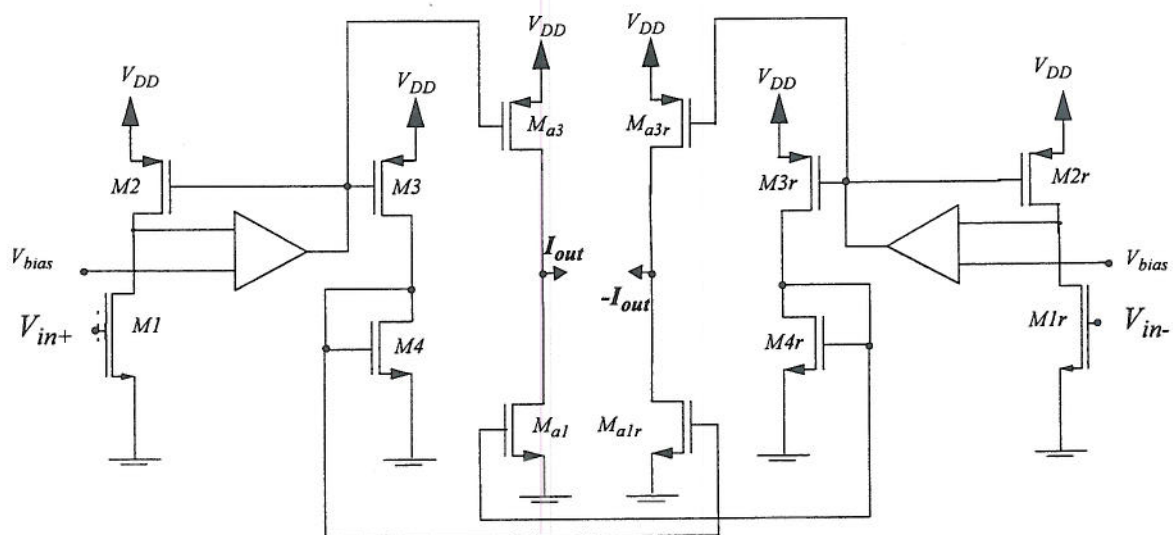 V_DD V_DD
V_DD V_DD V_DD V_DD
M_a3 M_a3r
M2 M3 M3r M2r
V_bias I_out -I_out V_bias
V_in+ M1 M4 M4r M1r V_in-
M_a1 M_a1r